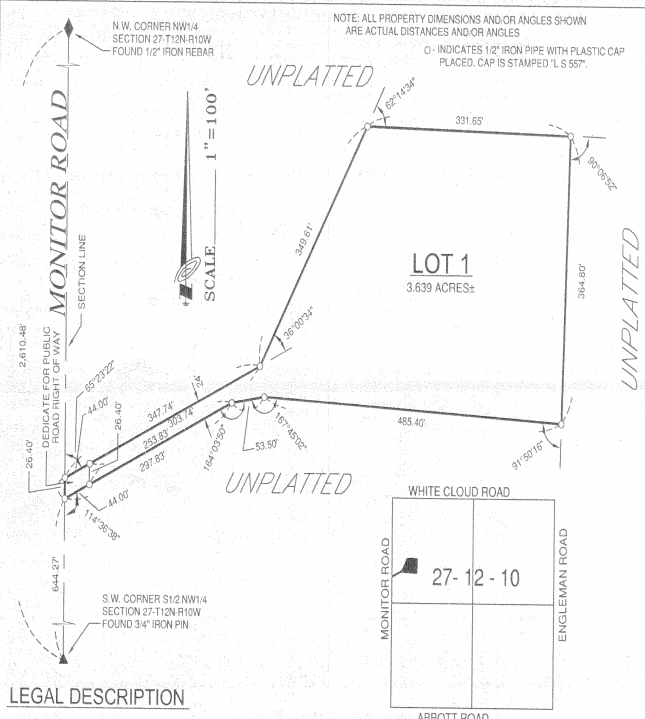 N.W. CORNER NW1/4
SECTION 27-T12N-R10W
FOUND 1/2" IRON REBAR
NOTE: ALL PROPERTY DIMENSIONS AND/OR ANGLES SHOWN
ARE ACTUAL DISTANCES AND/OR ANGLES
O- INDICATES 1/2" IRON PIPE WITH PLASTIC CAP
PLACED. CAP IS STAMPED "L S 557".
UNPLATTED
MONITOR ROAD
SECTION LINE
SCALE 1"=100'
62°14'34"
331.65'
90°06'52"
349.61'
LOT 1
3.639 ACRES±
364.80'
UNPLATTED
36°00'34"
2,610.48'
DEDICATE FOR PUBLIC
ROAD RIGHT OF WAY
65°23'22"
44.00'
26.40'
26.40'
347.74'
303.74'
24'
253.83'
297.83'
164°03'50"
53.50'
167°45'02"
485.40'
91°50'16"
44.00'
114°36'38"
UNPLATTED
644.27'
S.W. CORNER S1/2 NW1/4
SECTION 27-T12N-R10W
FOUND 3/4" IRON PIN
WHITE CLOUD ROAD
MONITOR ROAD
27-12-10
ENGLEMAN ROAD
ABBOTT ROAD
LEGAL DESCRIPTION